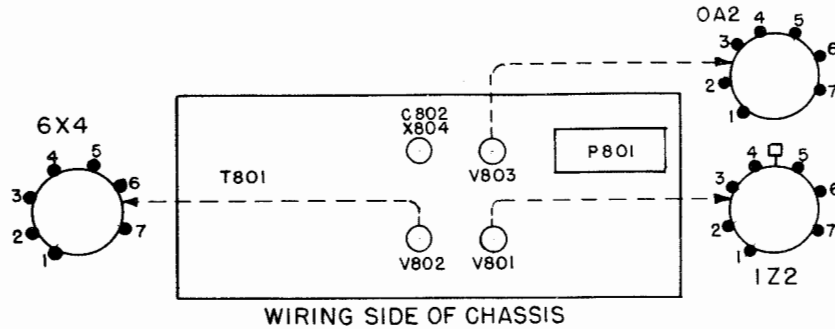 OA2
1 2 3 4 5 6 7
6X4
1 2 3 4 5 6 7
C802
X804
T801
V803
P801
V802
V801
1 2 3 4 5 6 7
1Z2
WIRING SIDE OF CHASSIS